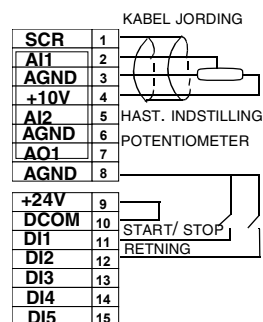 KABEL JORDING
SCR 1
AI1 2
AGND 3
+10V 4
AI2 5 HAST. INDSTILLING
AGND 6 POTENTIOMETER
AO1 7
AGND 8
+24V 9
DCOM 10 START/ STOP
DI1 11 RETNING
DI2 12
DI3 13
DI4 14
DI5 15